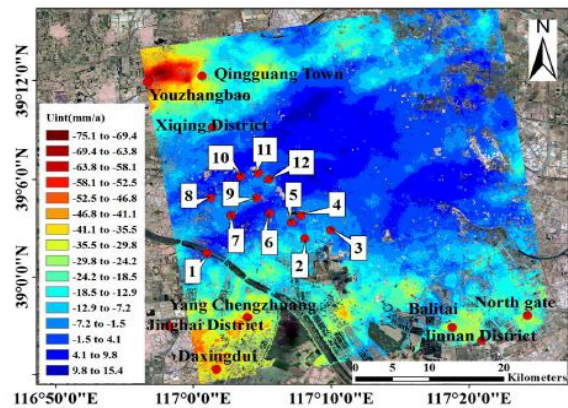 N
39°12'0"N
39°6'0"N
39°0'0"N
Qingguang Town
Youzhangbao
Xiqing District
Uint(mm/a)
-75.1 to -69.4
-69.4 to -63.8
-63.8 to -58.1
-58.1 to -52.5
-52.5 to -46.8
-46.8 to -41.1
-41.1 to -35.5
-35.5 to -29.8
-29.8 to -24.2
-24.2 to -18.5
-18.5 to -12.9
-12.9 to -7.2
-7.2 to -1.5
-1.5 to 4.1
4.1 to 9.8
9.8 to 15.4
11
10
12
8
9
5
4
7
6
2
3
1
Yang Chengzhuang
Jinghai District
Daxingdui
Balitai
North gate
Jinnan District
0 5 10 20
Kilometers
116°50'0"E 117°0'0"E 117°10'0"E 117°20'0"E